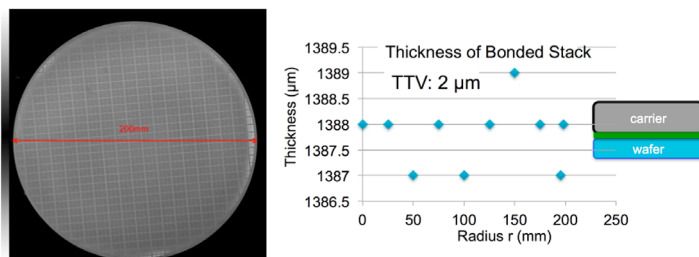 200mm
Thickness of Bonded Stack
TTV: 2 µm
Thickness (µm)
1389.5
1389
1388.5
1388
1387.5
1387
1386.5
0 50 100 150 200 250
Radius r (mm)
carrier
wafer